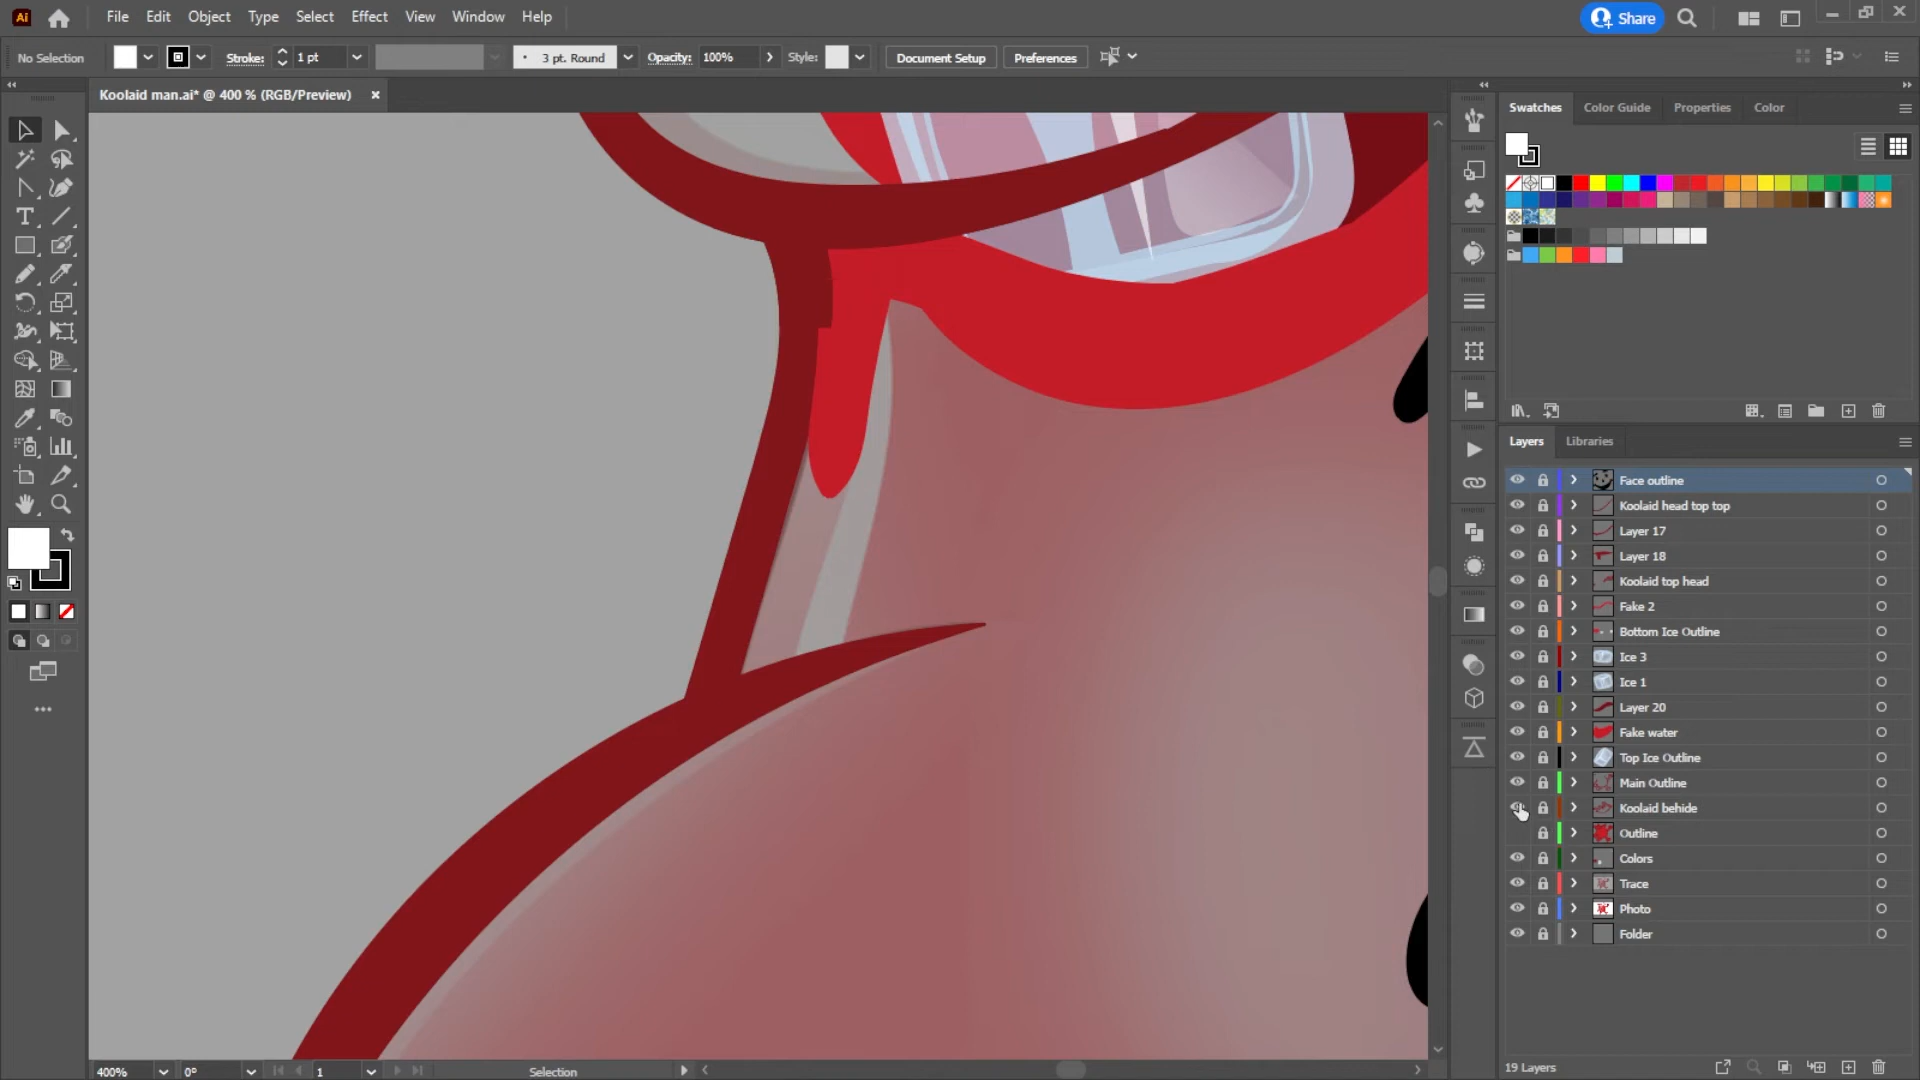 Ai File Edit Object Type Select Effect View Window Help Share
No Selection Stroke: 1 pt 3 pt. Round Opacity: 100% Style: Document Setup Preferences
Koolaid man.ai* @ 400 % (RGB/Preview) ×
Swatches Color Guide Properties Color
Layers Libraries
Face outline
Koolaid head top top
Layer 17
Layer 18
Koolaid top head
Fake 2
Bottom Ice Outline
Ice 3
Ice 1
Layer 20
Fake water
Top Ice Outline
Main Outline
Koolaid behide
Outline
Colors
Trace
Photo
Folder
19 Layers
400% 0° 1 Selection